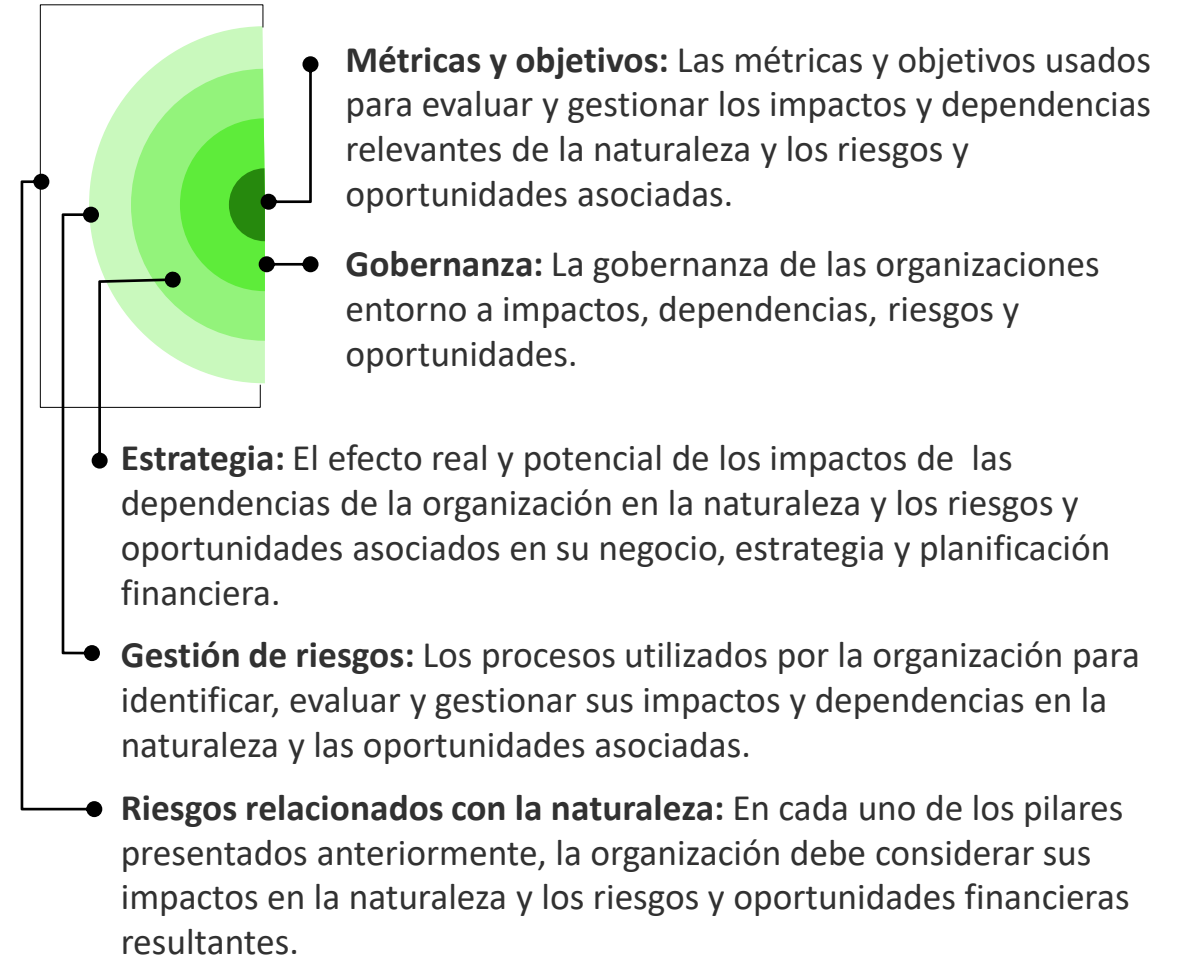 Métricas y objetivos: Las métricas y objetivos usados
para evaluar y gestionar los impactos y dependencias
relevantes de la naturaleza y los riesgos y
oportunidades asociadas.
Gobernanza: La gobernanza de las organizaciones
entorno a impactos, dependencias, riesgos y
oportunidades.
Estrategia: El efecto real y potencial de los impactos de  las
dependencias de la organización en la naturaleza y los riesgos y
oportunidades asociados en su negocio, estrategia y planificación
financiera.
Gestión de riesgos: Los procesos utilizados por la organización para
identificar, evaluar y gestionar sus impactos y dependencias en la
naturaleza y las oportunidades asociadas.
Riesgos relacionados con la naturaleza: En cada uno de los pilares
presentados anteriormente, la organización debe considerar sus
impactos en la naturaleza y los riesgos y oportunidades financieras
resultantes.